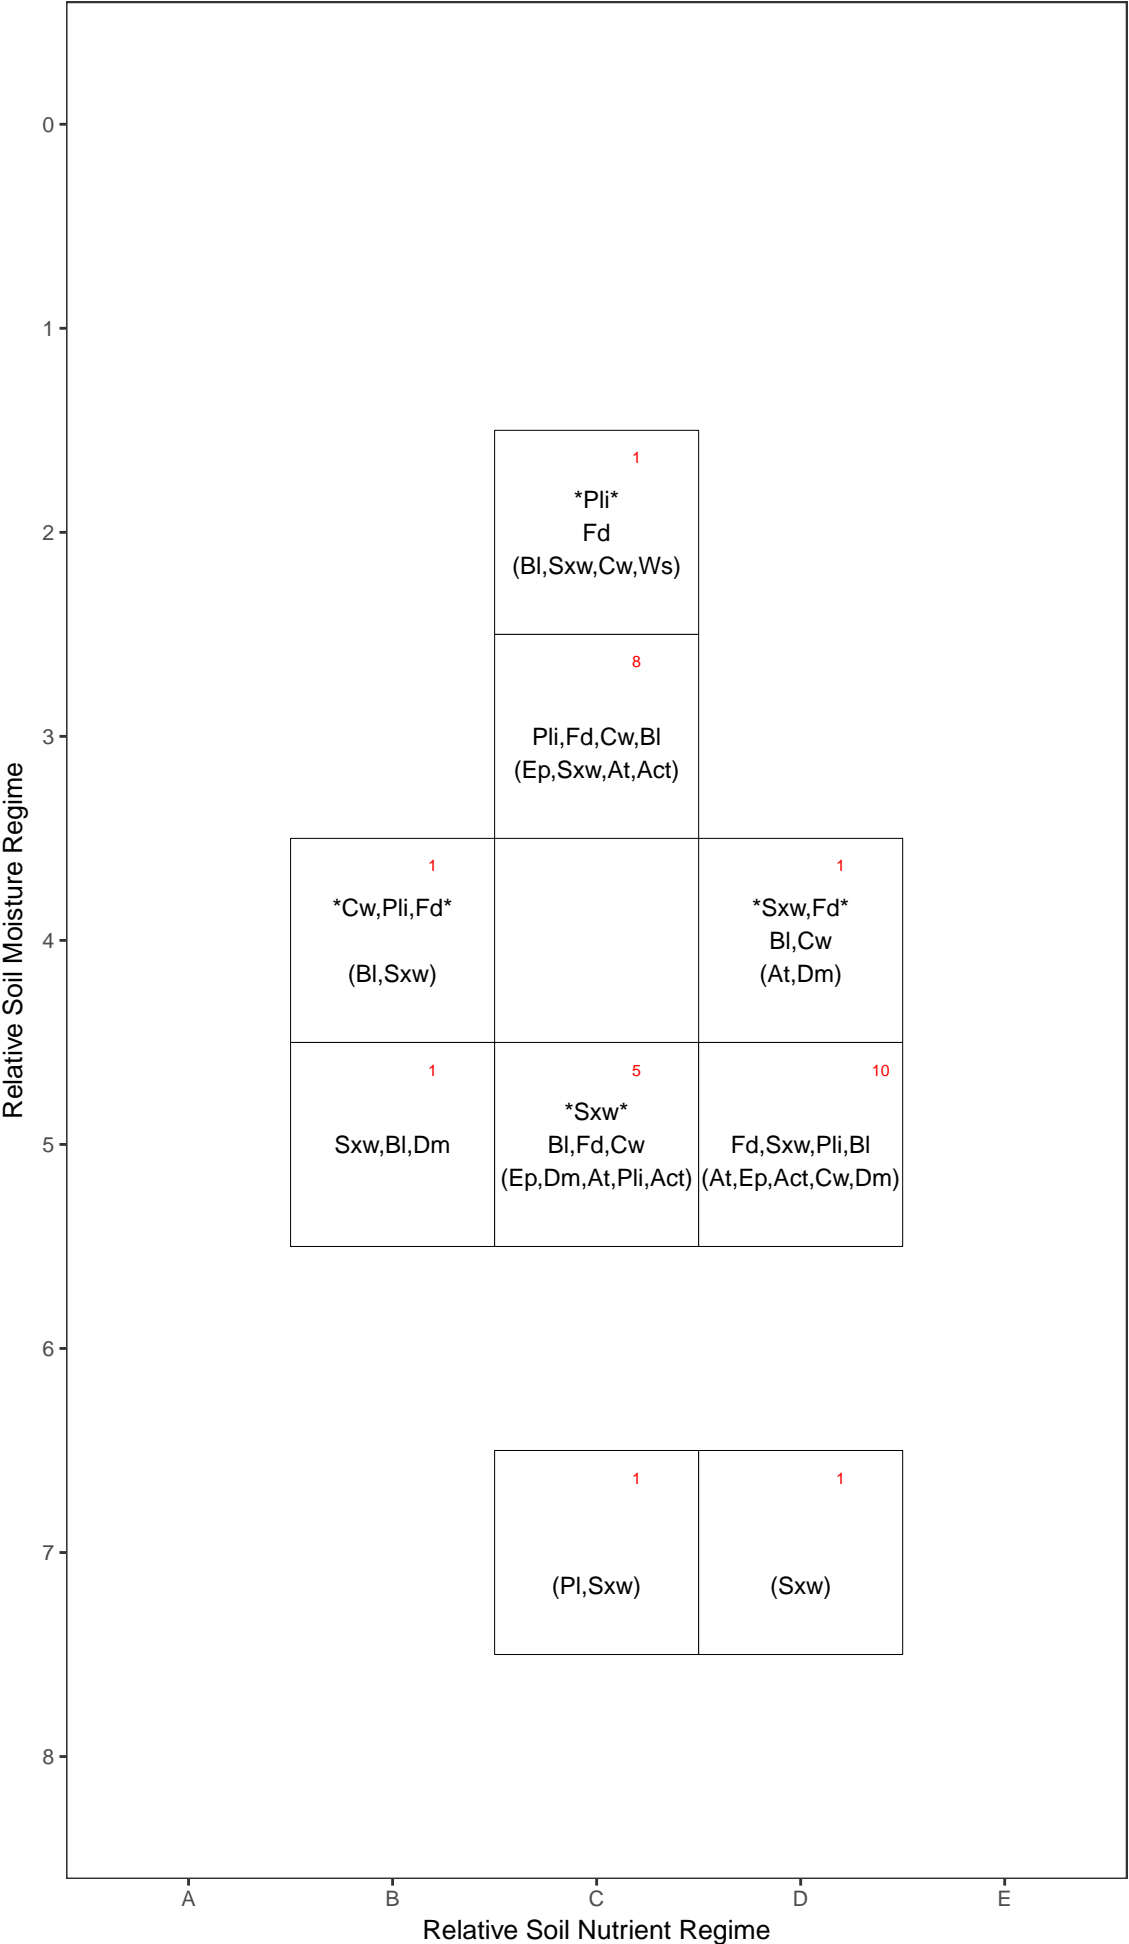 0
1
1
*Pli*
Fd
2
(Bl,Sxw,Cw,Ws)
8
3
Pli,Fd,Cw,Bl
(Ep,Sxw,At,Act)
Relative Soil Moisture Regime
1
1
*Cw,Pli,Fd*
*Sxw,Fd*
4
Bl,Cw
(Bl,Sxw)
(At,Dm)
1
5
10
*Sxw*
5
Sxw,Bl,Dm
Bl,Fd,Cw
Fd,Sxw,Pli,Bl
(Ep,Dm,At,Pli,Act)
(At,Ep,Act,Cw,Dm)
6
1
1
7
(Pl,Sxw)
(Sxw)
8
A
B
C
D
E
Relative Soil Nutrient Regime